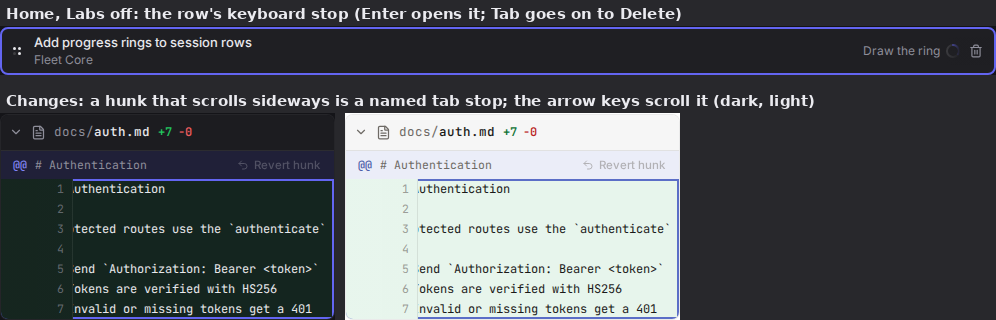 Home, Labs off: the row's keyboard stop (Enter opens it; Tab goes on to Delete)
Add progress rings to session rows
Fleet Core
Draw the ring
Changes: a hunk that scrolls sideways is a named tab stop; the arrow keys scroll it (dark, light)
docs/auth.md +7 -0
@@ # Authentication Revert hunk
1 uthentication
2
3 tected routes use the `authenticate`
4
5 end `Authorization: Bearer <token>`
6 okens are verified with HS256
7 nvalid or missing tokens get a 401
docs/auth.md +7 -0
@@ # Authentication Revert hunk
1 uthentication
2
3 tected routes use the `authenticate`
4
5 end `Authorization: Bearer <token>`
6 okens are verified with HS256
7 nvalid or missing tokens get a 401